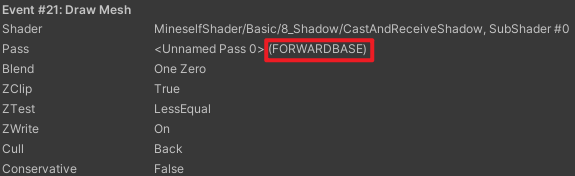 Event #21: Draw Mesh
Shader MineselfShader/Basic/8_Shadow/CastAndReceiveShadow, SubShader #0
Pass <Unnamed Pass 0> (FORWARDBASE)
Blend One Zero
ZClip True
ZTest LessEqual
ZWrite On
Cull Back
Conservative False